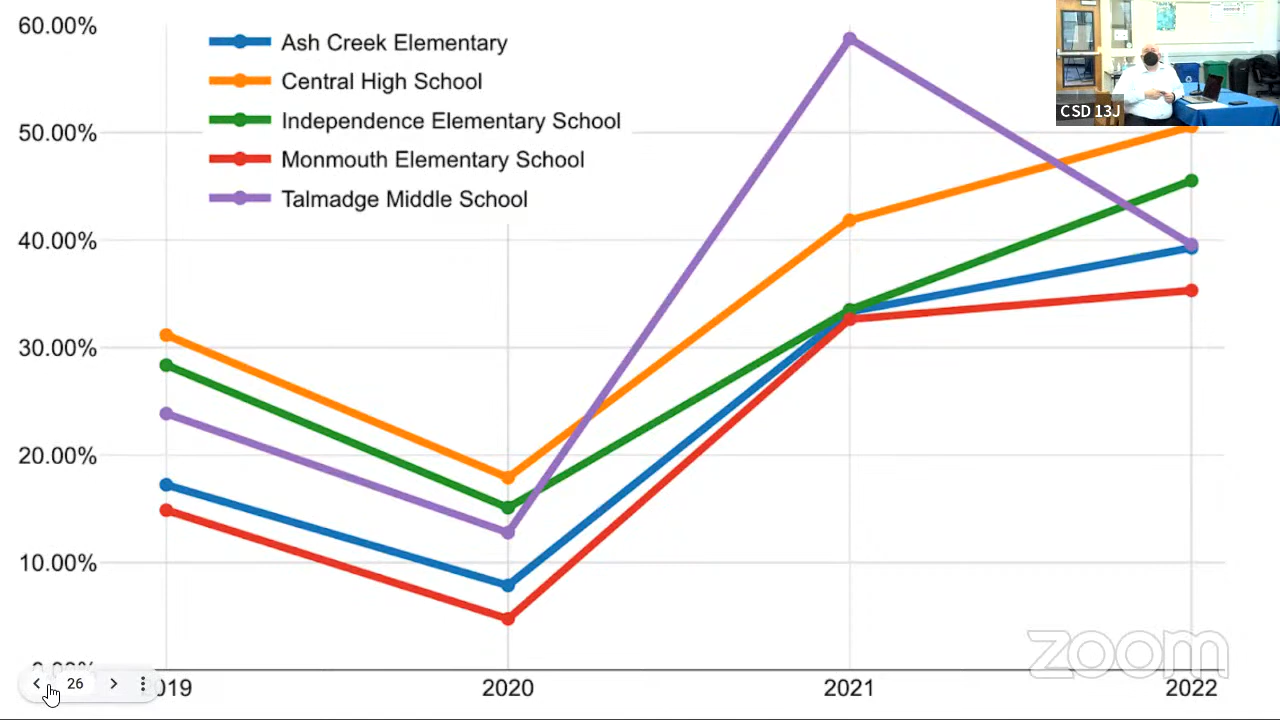 60.00%
Ash Creek Elementary
Central High School
CSD 13J
50.00%
Independence Elementary School
Monmouth Elementary School
Talmadge Middle School
40.00%
30.00%
20.00%
10.00%
zoom
26
019
2020
2021
2022